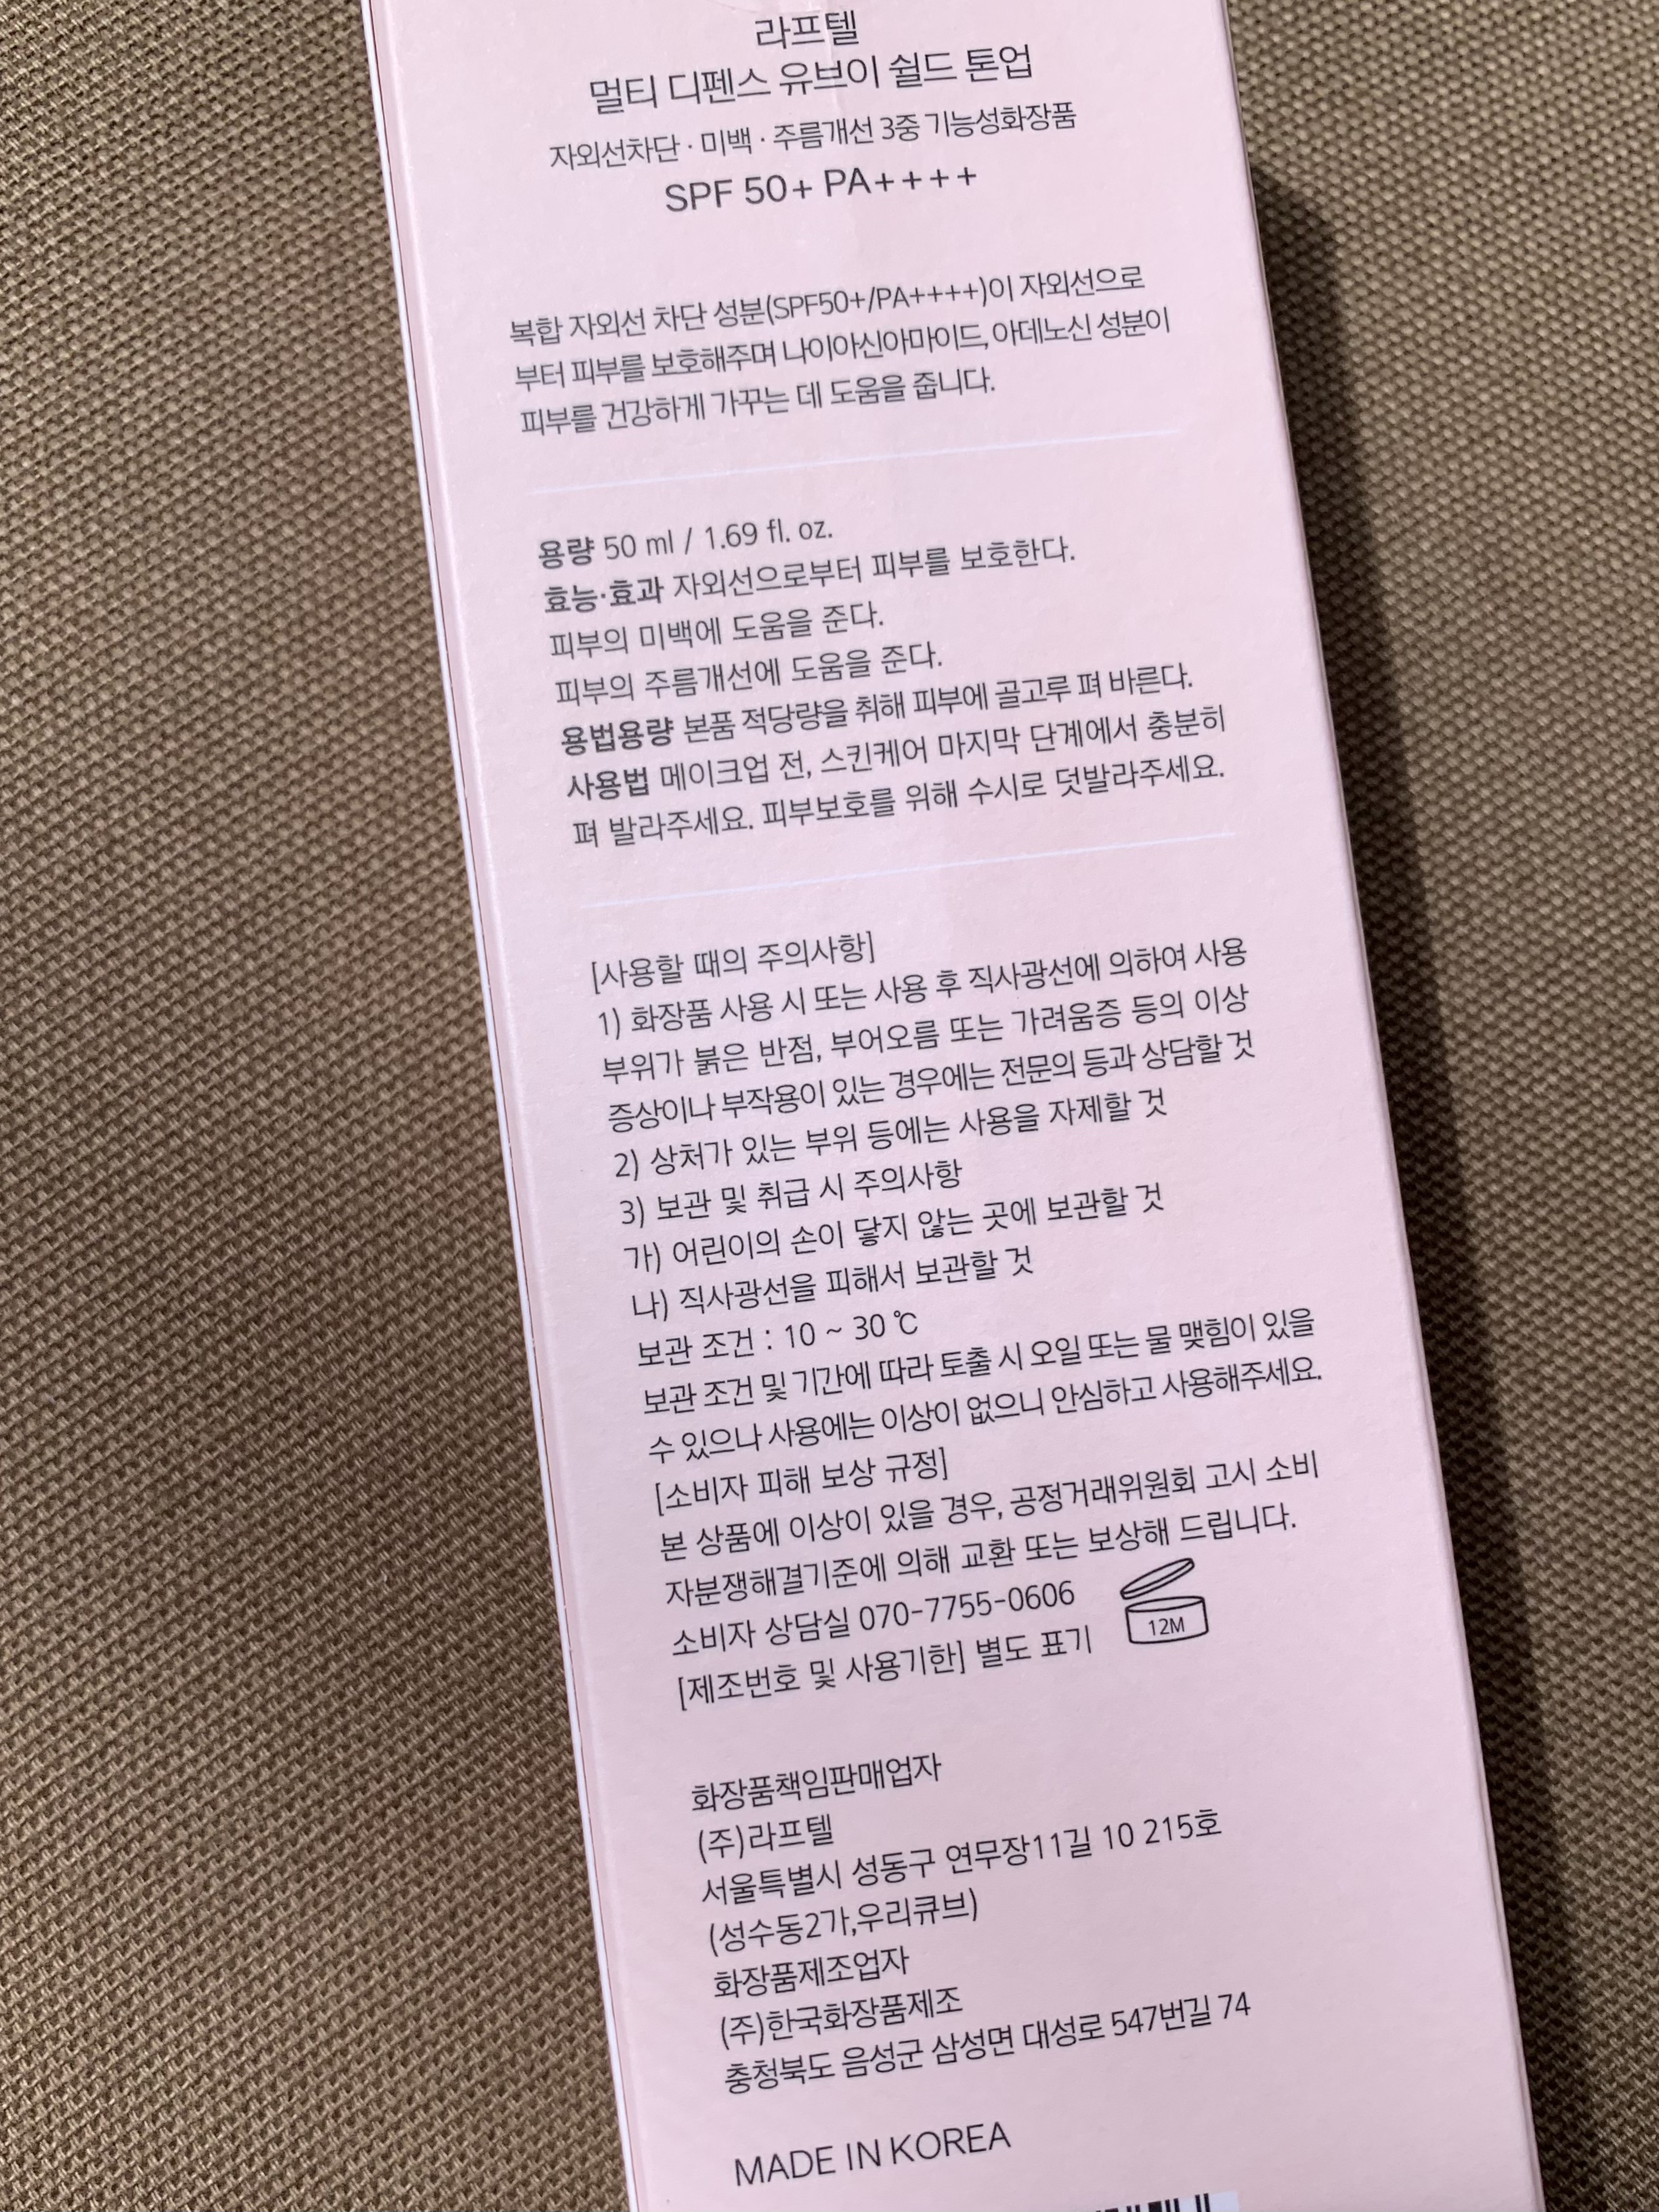 라프텔
멀티 디펜스 유브이 쉴드 톤업
자외선차단 · 미백 · 주름개선 3중 기능성화장품
SPF 50+ PA++++
복합 자외선 차단 성분(SPF50+/PA++++)이 자외선으로
부터 피부를 보호해주며 나이아신아마이드, 아데노신 성분이
피부를 건강하게 가꾸는 데 도움을 줍니다.
용량 50 ml / 1.69 fl. oz.
효능·효과 자외선으로부터 피부를 보호한다.
피부의 미백에 도움을 준다.
피부의 주름개선에 도움을 준다.
용법용량 본품 적당량을 취해 피부에 골고루 펴 바른다.
사용법 메이크업 전, 스킨케어 마지막 단계에서 충분히
펴 발라주세요. 피부보호를 위해 수시로 덧발라주세요.
[사용할 때의 주의사항]
1) 화장품 사용 시 또는 사용 후 직사광선에 의하여 사용
부위가 붉은 반점, 부어오름 또는 가려움증 등의 이상
증상이나 부작용이 있는 경우에는 전문의 등과 상담할 것
2) 상처가 있는 부위 등에는 사용을 자제할 것
3) 보관 및 취급 시 주의사항
가) 어린이의 손이 닿지 않는 곳에 보관할 것
나) 직사광선을 피해서 보관할 것
보관 조건 : 10 ~ 30 ℃
보관 조건 및 기간에 따라 토출 시 오일 또는 물 맺힘이 있을
수 있으나 사용에는 이상이 없으니 안심하고 사용해주세요.
[소비자 피해 보상 규정]
본 상품에 이상이 있을 경우, 공정거래위원회 고시 소비
자분쟁해결기준에 의해 교환 또는 보상해 드립니다.
소비자 상담실 070-7755-0606
12M
[제조번호 및 사용기한] 별도 표기
화장품책임판매업자
(주)라프텔
서울특별시 성동구 연무장11길 10 215호
(성수동2가,우리큐브)
화장품제조업자
(주)한국화장품제조
충청북도 음성군 삼성면 대성로 547번길 74
MADE IN KOREA